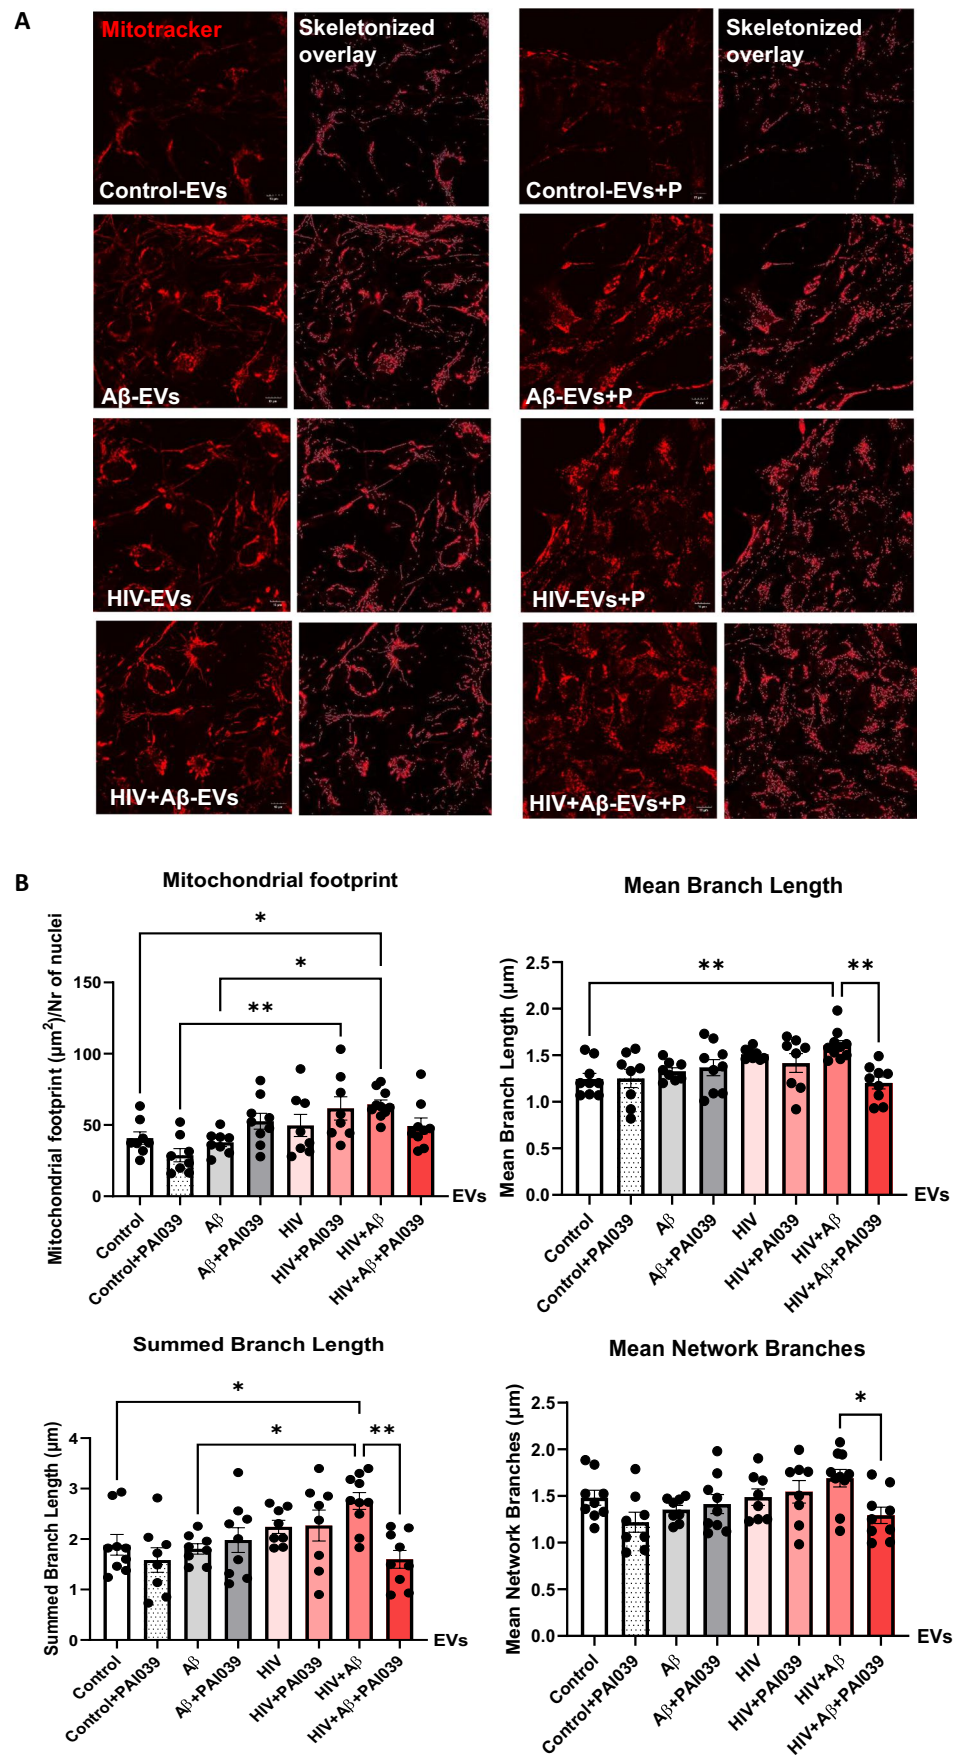 A
Mitotracker
Skeletonized
overlay
Skeletonized
overlay
Control-EVs
Control-EVs+P
Aβ-EVs
Aβ-EVs+P
HIV-EVs
HIV-EVs+P
HIV+Aβ-EVs
HIV+Aβ-EVs+P
B
Mitochondrial footprint
Mitochondrial footprint (μm²)/Nr of nuclei
150
100
50
0
*
*
**
EVs
Control
Control+PAI039
Aβ
Aβ+PAI039
HIV
HIV+PAI039
HIV+Aβ
HIV+Aβ+PAI039
Mean Branch Length
Mean Branch Length (μm)
2.5
2.0
1.5
1.0
0.5
0.0
**
**
EVs
Control
Control+PAI039
Aβ
Aβ+PAI039
HIV
HIV+PAI039
HIV+Aβ
HIV+Aβ+PAI039
Summed Branch Length
Summed Branch Length (μm)
4
3
2
1
0
*
*
**
EVs
Control
Control+PAI039
Aβ
Aβ+PAI039
HIV
HIV+PAI039
HIV+Aβ
HIV+Aβ+PAI039
Mean Network Branches
Mean Network Branches (μm)
2.5
2.0
1.5
1.0
0.5
0.0
*
EVs
Control
Control+PAI039
Aβ
Aβ+PAI039
HIV
HIV+PAI039
HIV+Aβ
HIV+Aβ+PAI039